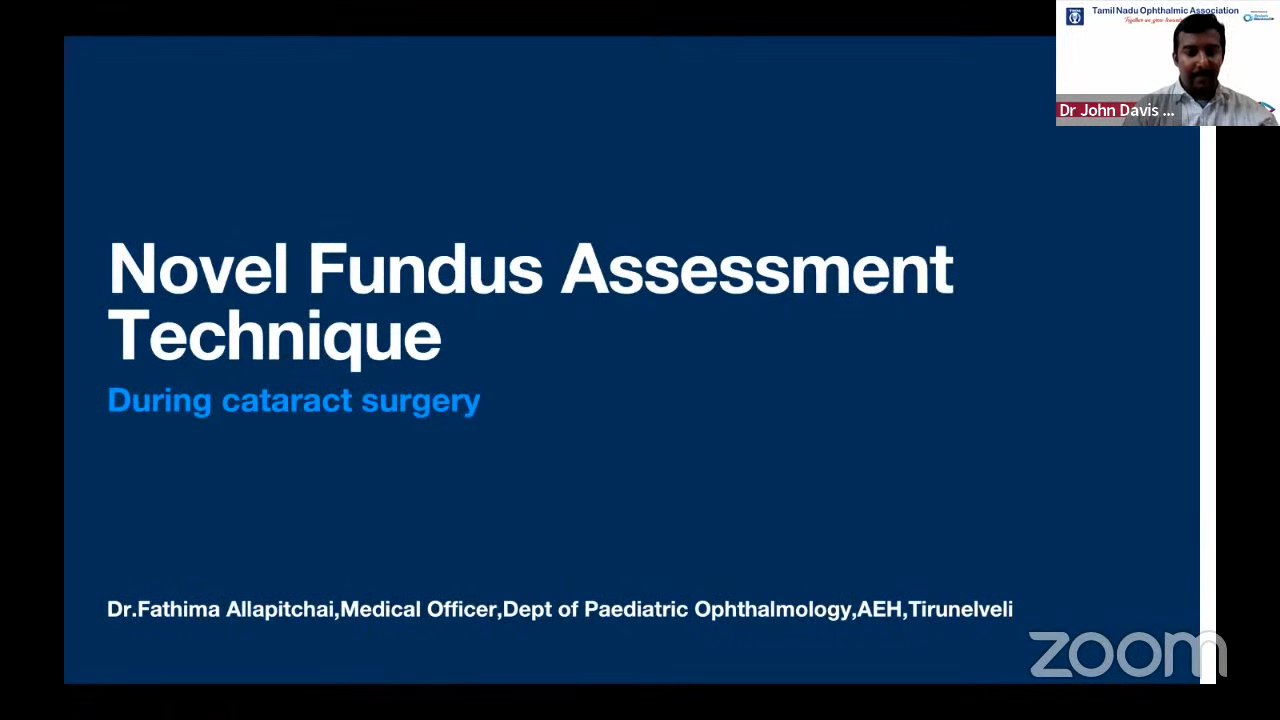 Tamil Nadu Ophthalmic Association
Dr John Davis ...
Novel Fundus Assessment
Technique
During cataract surgery
Dr.Fathima Allapitchai,Medical Officer,Dept of Paediatric Ophthalmology,AEH,Tirunelveli
zoom